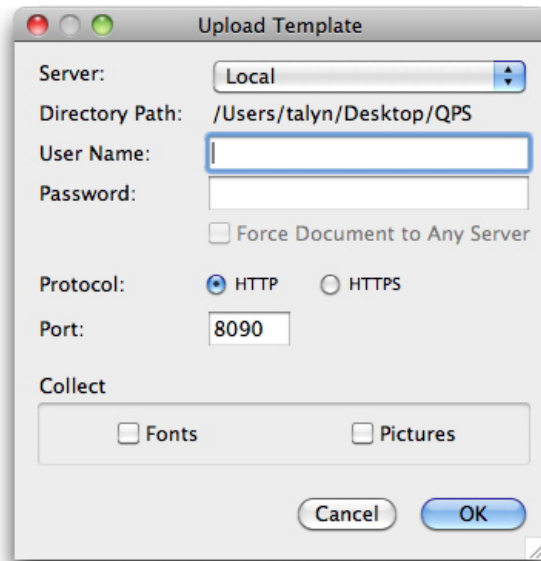 Upload Template
Server: Local
Directory Path: /Users/talyn/Desktop/QPS
User Name:
Password:
Force Document to Any Server
Protocol: HTTP HTTPS
Port: 8090
Collect
Fonts Pictures
Cancel OK